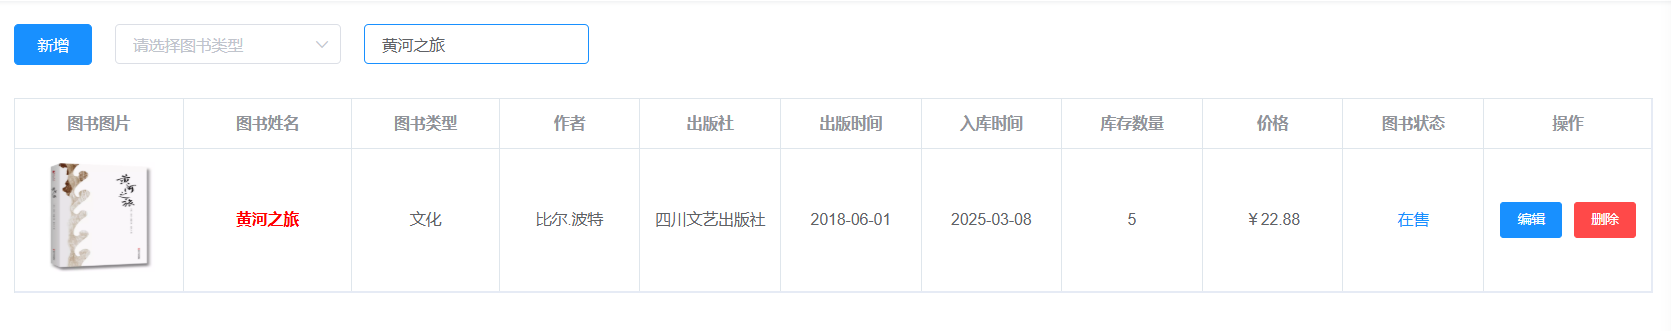 新增 请选择图书类型 黄河之旅
图书图片 图书姓名 图书类型 作者 出版社 出版时间 入库时间 库存数量 价格 图书状态 操作
黄河之旅
黄河之旅 文化 比尔.波特 四川文艺出版社 2018-06-01 2025-03-08 5 ￥22.88 在售 编辑 删除